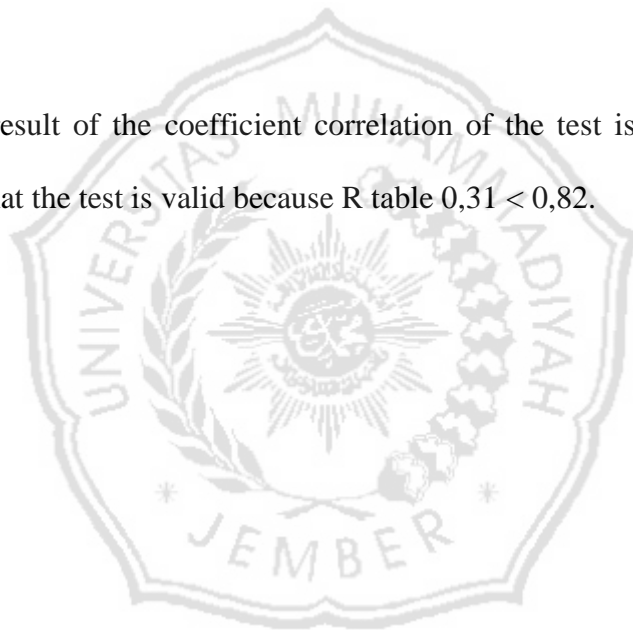 esult of the coefficient correlation of the test is
at the test is valid because R table 0,31 < 0,82.
UNIVERSITAS MUHAMMADIYAH
JEMBER